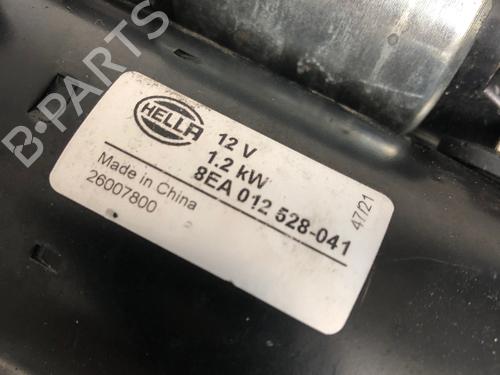 HELLA
12 V
1.2 kW
8EA 012 528-041
Made in China
26007800
47/21
B-PARTS